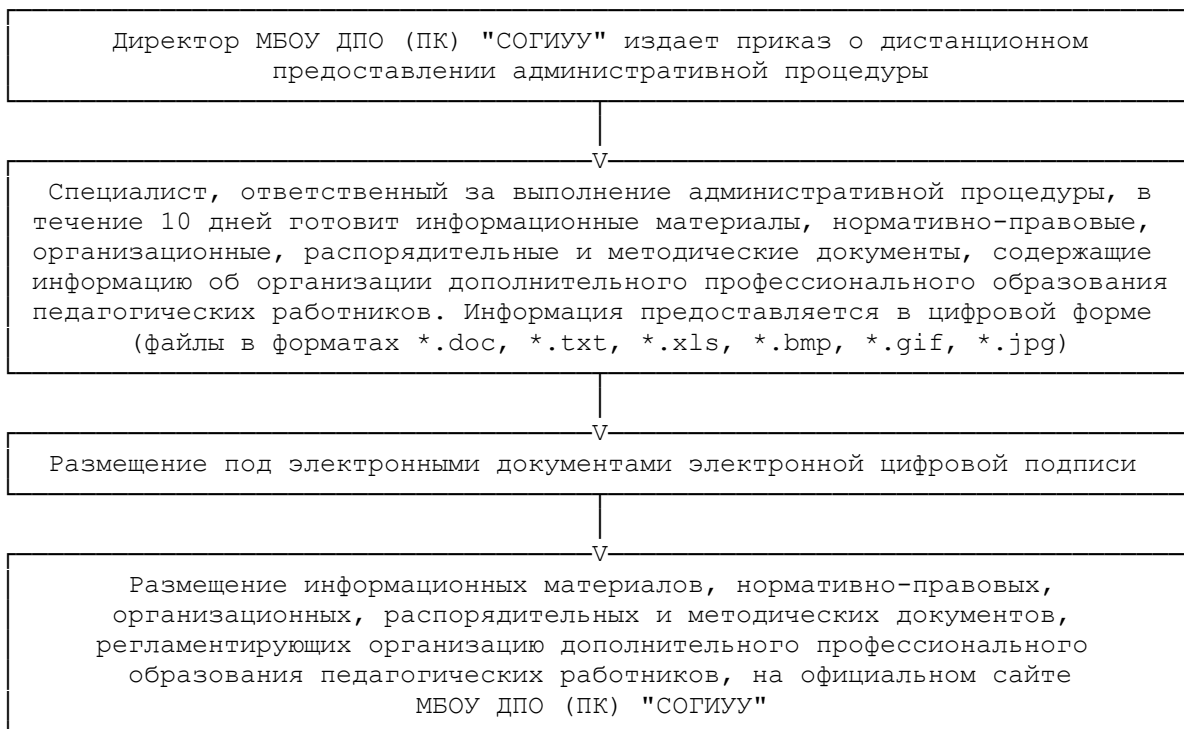 Директор МБОУ ДПО (ПК) "СОГИУУ" издает приказ о дистанционном
предоставлении административной процедуры
V
Специалист, ответственный за выполнение административной процедуры, в
течение 10 дней готовит информационные материалы, нормативно-правовые,
организационные, распорядительные и методические документы, содержащие
информацию об организации дополнительного профессионального образования
педагогических работников. Информация предоставляется в цифровой форме
(файлы в форматах *.doc, *.txt, *.xls, *.bmp, *.gif, *.jpg)
V
Размещение под электронными документами электронной цифровой подписи
V
Размещение информационных материалов, нормативно-правовых,
организационных, распорядительных и методических документов,
регламентирующих организацию дополнительного профессионального
образования педагогических работников, на официальном сайте
МБОУ ДПО (ПК) "СОГИУУ"